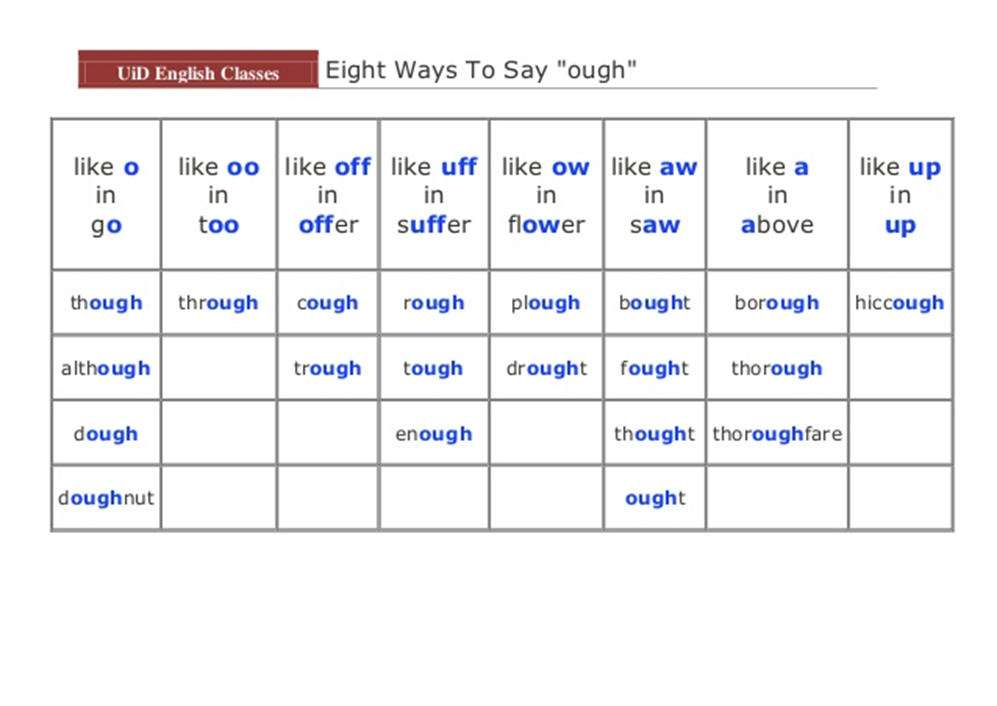 UiD English Classes Eight Ways To Say "ough"
like o in go
like oo in too
like off in offer
like uff in suffer
like ow in flower
like aw in saw
like a in above
like up in up
though through cough rough plough bought borough hiccough
although trough tough drought fought thorough
dough enough thought thoroughfare
doughnut ought